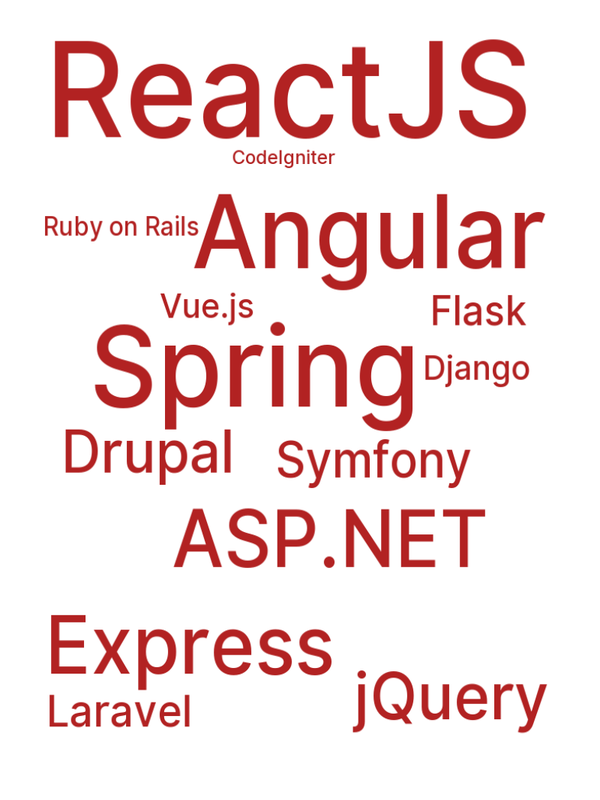 ReactJS
CodeIgniter
Ruby on Rails
Angular
Vue.js
Flask
Spring
Django
Drupal
Symfony
ASP.NET
Express
jQuery
Laravel